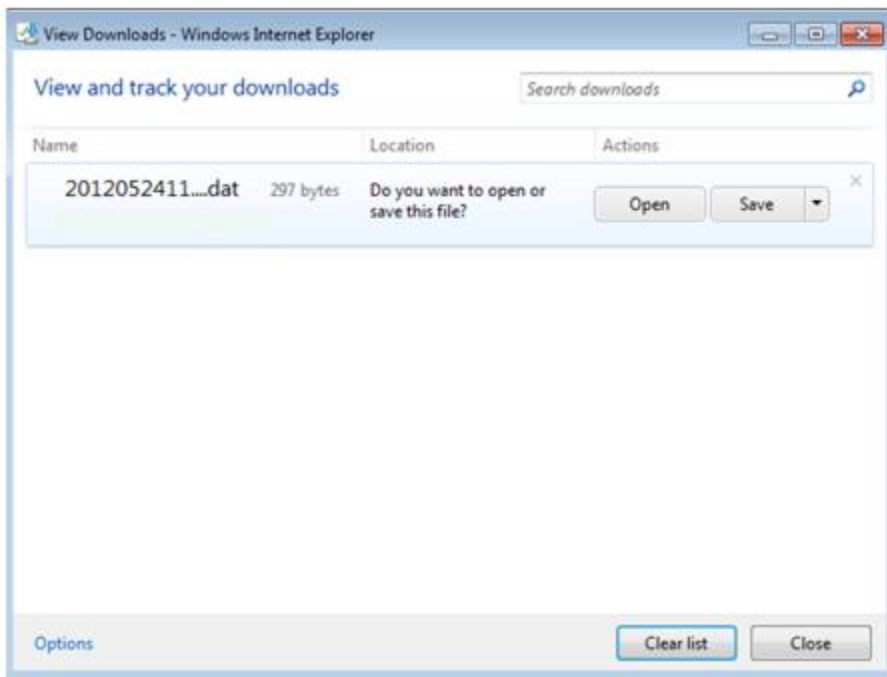 View Downloads - Windows Internet Explorer
View and track your downloads
Search downloads
Name Location Actions
2012052411....dat 297 bytes Do you want to open or
save this file? Open Save
Options Clear list Close